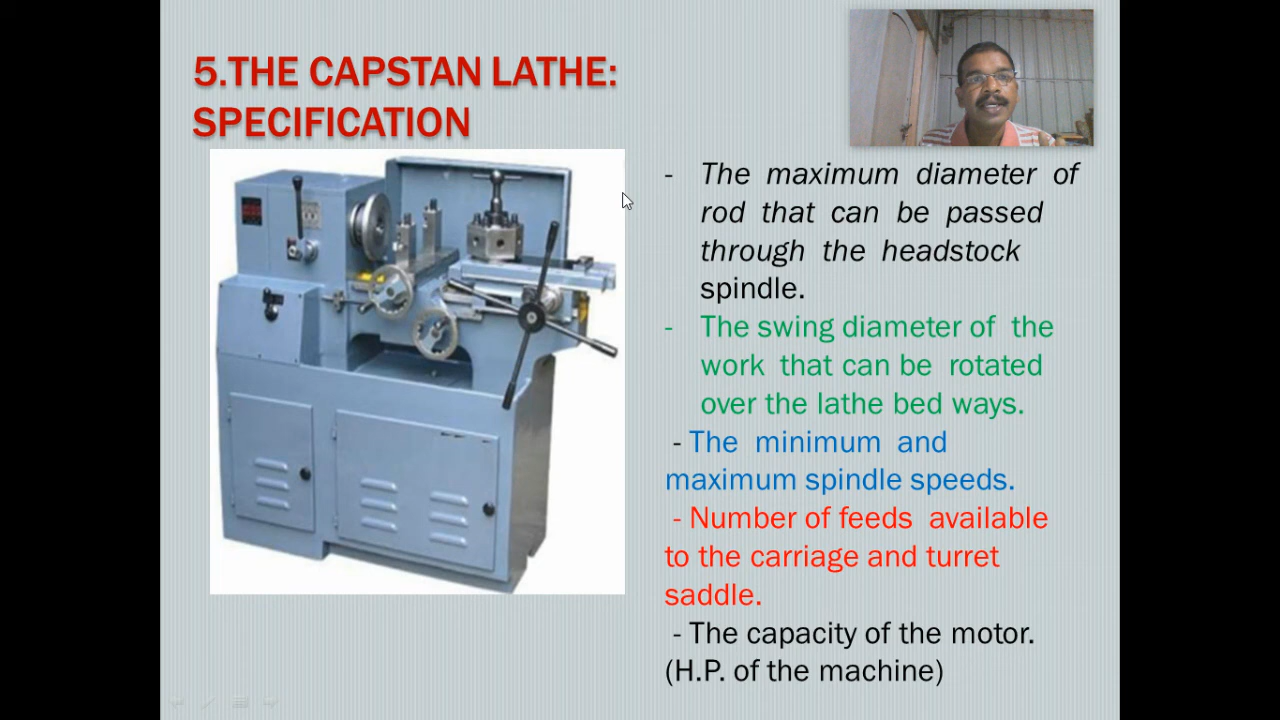 5.THE CAPSTAN LATHE:
SPECIFICATION
- The maximum diameter of
rod that can be passed
through the headstock
spindle.
- The swing diameter of the
work that can be rotated
over the lathe bed ways.
- The minimum and
maximum spindle speeds.
- Number of feeds available
to the carriage and turret
saddle.
- The capacity of the motor.
(H.P. of the machine)